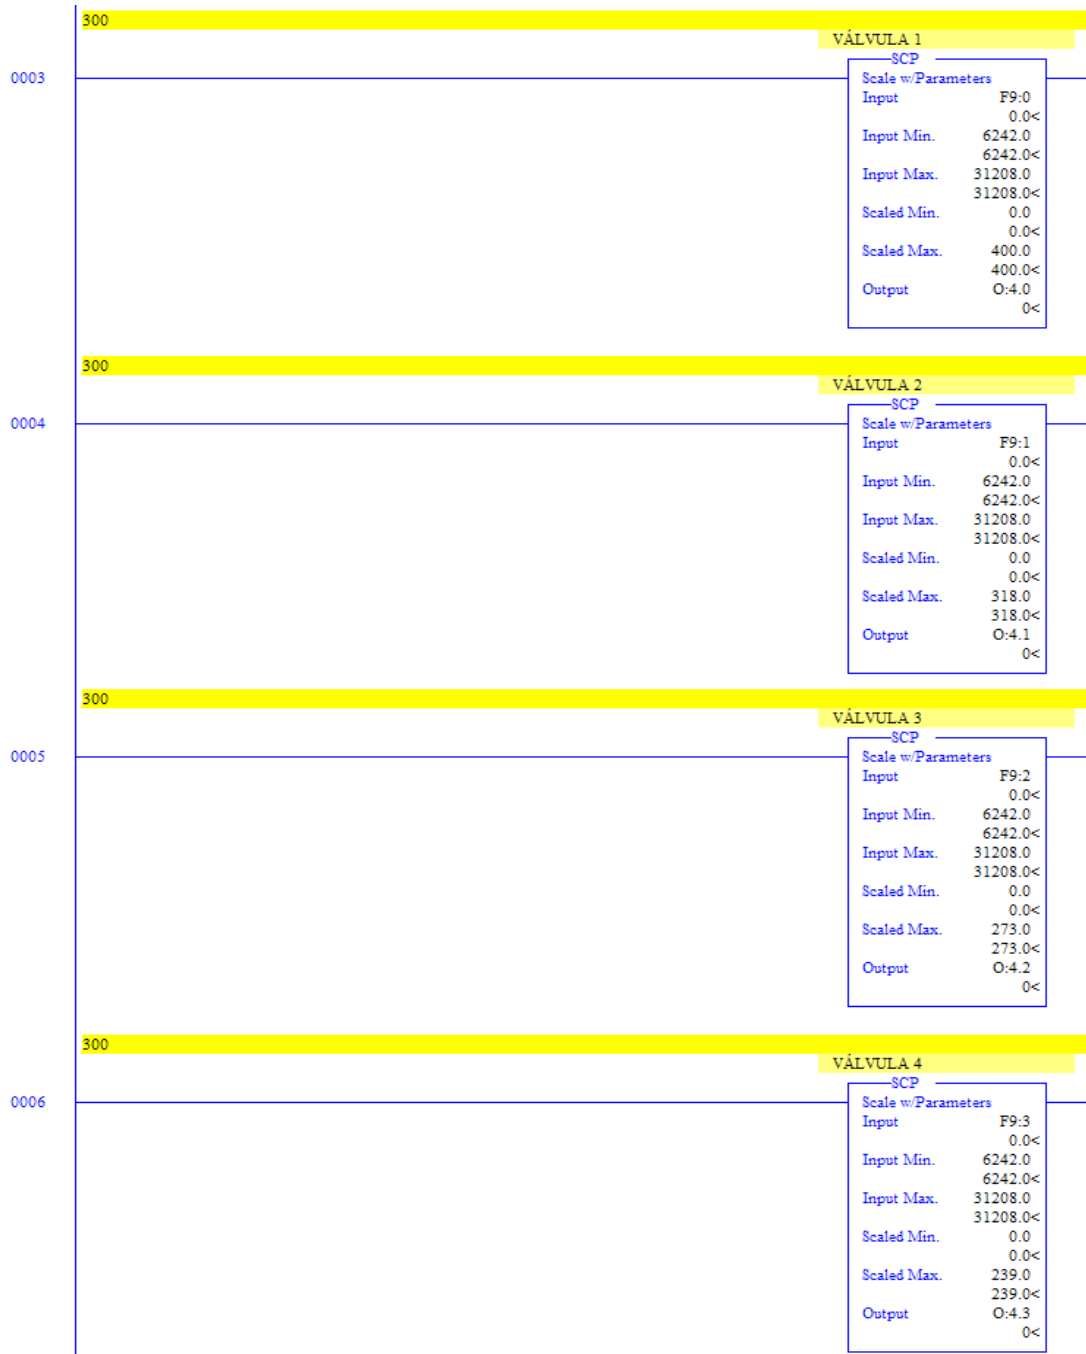 300
VÁLVULA 1
SCP
0003
Scale w/Parameters
Input F9:0
0.0<
Input Min. 6242.0
6242.0<
Input Max. 31208.0
31208.0<
Scaled Min. 0.0
0.0<
Scaled Max. 400.0
400.0<
Output O:4.0
0<
300
VÁLVULA 2
SCP
0004
Scale w/Parameters
Input F9:1
0.0<
Input Min. 6242.0
6242.0<
Input Max. 31208.0
31208.0<
Scaled Min. 0.0
0.0<
Scaled Max. 318.0
318.0<
Output O:4.1
0<
300
VÁLVULA 3
SCP
0005
Scale w/Parameters
Input F9:2
0.0<
Input Min. 6242.0
6242.0<
Input Max. 31208.0
31208.0<
Scaled Min. 0.0
0.0<
Scaled Max. 273.0
273.0<
Output O:4.2
0<
300
VÁLVULA 4
SCP
0006
Scale w/Parameters
Input F9:3
0.0<
Input Min. 6242.0
6242.0<
Input Max. 31208.0
31208.0<
Scaled Min. 0.0
0.0<
Scaled Max. 239.0
239.0<
Output O:4.3
0<